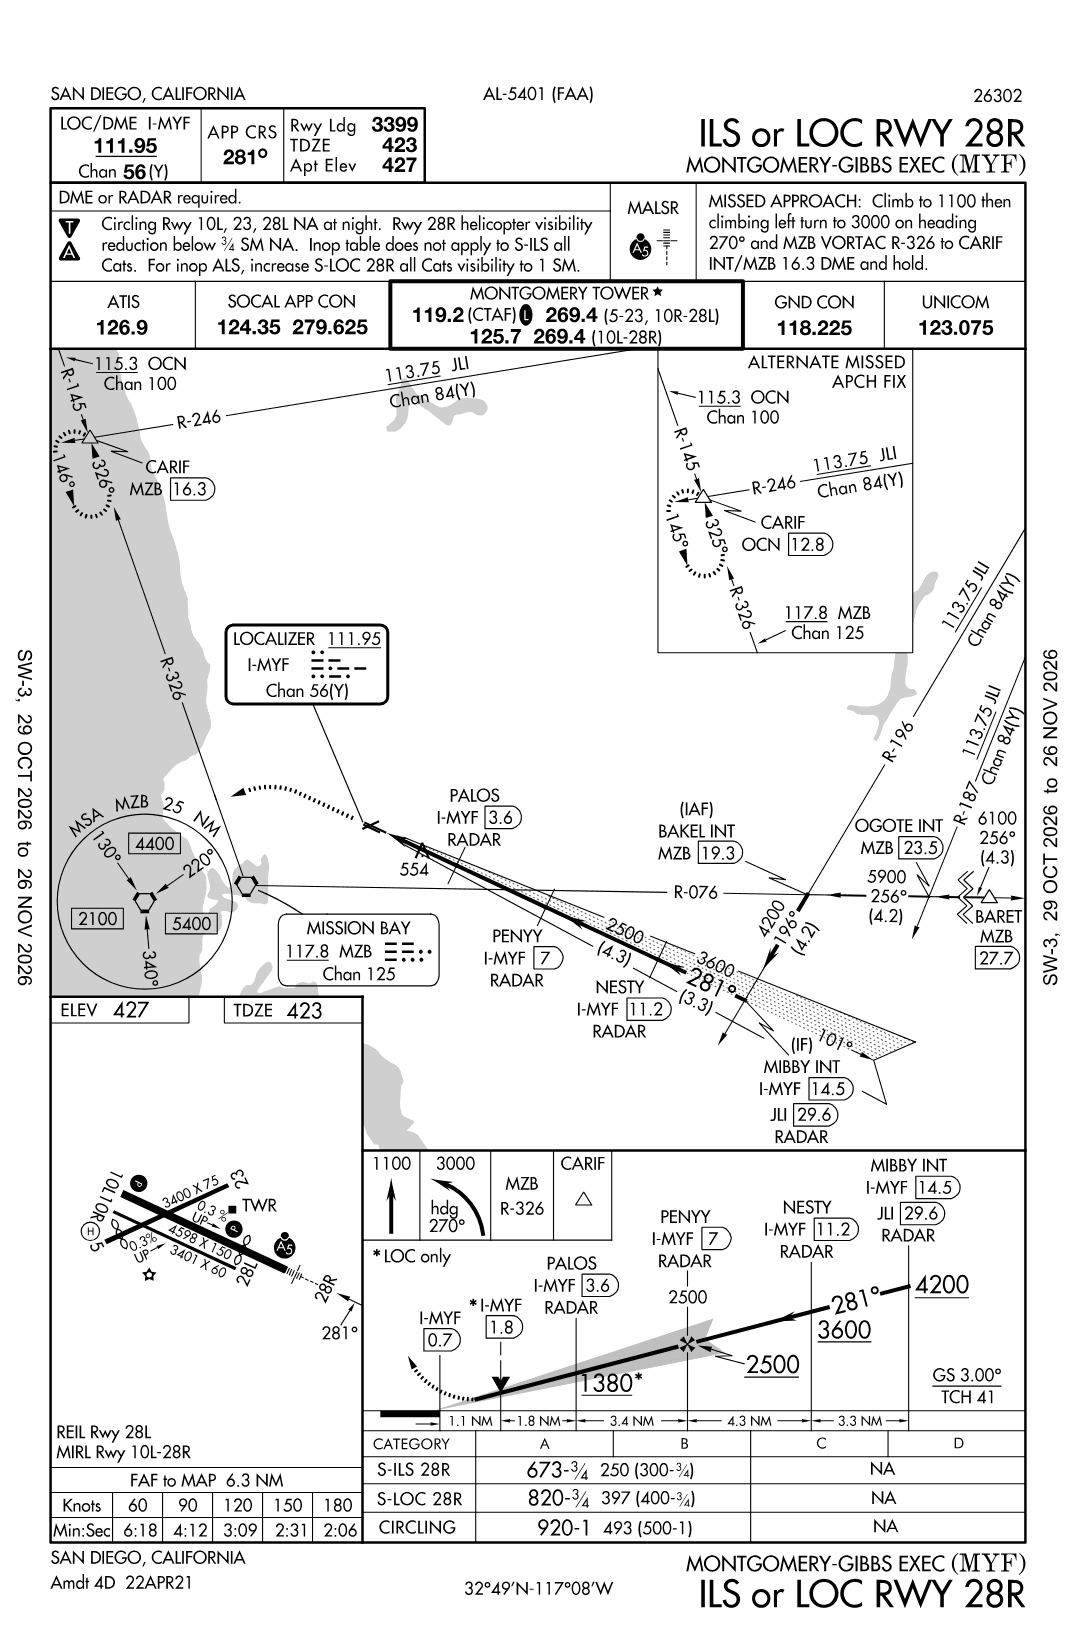 SAN DIEGO, CALIFORNIA
AL-5401 (FAA)
26302
LOC/DME I-MYF
111.95
Chan 56 (Y)
APP CRS
281°
Rwy Ldg 3399
TDZE 423
Apt Elev 427
ILS or LOC RWY 28R
MONTGOMERY-GIBBS EXEC (MYF)
DME or RADAR required.
T
A
Circling Rwy 10L, 23, 28L NA at night. Rwy 28R helicopter visibility
reduction below ¾ SM NA. Inop table does not apply to S-ILS all
Cats. For inop ALS, increase S-LOC 28R all Cats visibility to 1 SM.
MALSR
A5
MISSED APPROACH: Climb to 1100 then
climbing left turn to 3000 on heading
270° and MZB VORTAC R-326 to CARIF
INT/MZB 16.3 DME and hold.
ATIS
126.9
SOCAL APP CON
124.35 279.625
MONTGOMERY TOWER★
119.2 (CTAF) L 269.4 (5-23, 10R-28L)
125.7 269.4 (10L-28R)
GND CON
118.225
UNICOM
123.075
115.3 OCN
Chan 100
R-145
R-246
113.75 JLI
Chan 84(Y)
146°
326°
CARIF
MZB 16.3
R-326
ALTERNATE MISSED
APCH FIX
115.3 OCN
Chan 100
R-145
R-246
113.75 JLI
Chan 84(Y)
145°
325°
CARIF
OCN 12.8
R-326
117.8 MZB
Chan 125
113.75 JLI
Chan 84(Y)
R-196
113.75 JLI
Chan 84(Y)
R-187
LOCALIZER 111.95
I-MYF
Chan 56(Y)
MSA MZB 25 NM
130°
4400
220°
2100
5400
340°
554
PALOS
I-MYF 3.6
RADAR
(IAF)
BAKEL INT
MZB 19.3
OGOTE INT
MZB 23.5
6100
256°
(4.3)
5900
256°
(4.2)
BARET
MZB
27.7
R-076
4200
196°
(4.2)
MISSION BAY
117.8 MZB
Chan 125
PENYY
I-MYF 7
RADAR
2500
(4.3)
NESTY
I-MYF 11.2
RADAR
3600
281°
(3.3)
101°
(IF)
MIBBY INT
I-MYF 14.5
JLI 29.6
RADAR
SW-3, 29 OCT 2026 to 26 NOV 2026
SW-3, 29 OCT 2026 to 26 NOV 2026
ELEV 427
TDZE 423
10L
10R
P
3400 X 75
23
0.3%
UP
TWR
H
5
0.3%
UP
P
4598 X 150
3401 X 60
A5
28L
28R
281°
REIL Rwy 28L
MIRL Rwy 10L-28R
FAF to MAP 6.3 NM
Knots 60 90 120 150 180
Min:Sec 6:18 4:12 3:09 2:31 2:06
1100
3000
hdg
270°
MZB
R-326
CARIF
*LOC only
I-MYF
0.7
*I-MYF
1.8
PALOS
I-MYF 3.6
RADAR
PENYY
I-MYF 7
RADAR
2500
NESTY
I-MYF 11.2
RADAR
MIBBY INT
I-MYF 14.5
JLI 29.6
RADAR
281°
4200
3600
2500
1380*
GS 3.00°
TCH 41
1.1 NM 1.8 NM 3.4 NM 4.3 NM 3.3 NM
CATEGORY A B C D
S-ILS 28R 673-¾ 250 (300-¾) NA
S-LOC 28R 820-¾ 397 (400-¾) NA
CIRCLING 920-1 493 (500-1) NA
SAN DIEGO, CALIFORNIA
Amdt 4D 22APR21
32°49'N-117°08'W
MONTGOMERY-GIBBS EXEC (MYF)
ILS or LOC RWY 28R